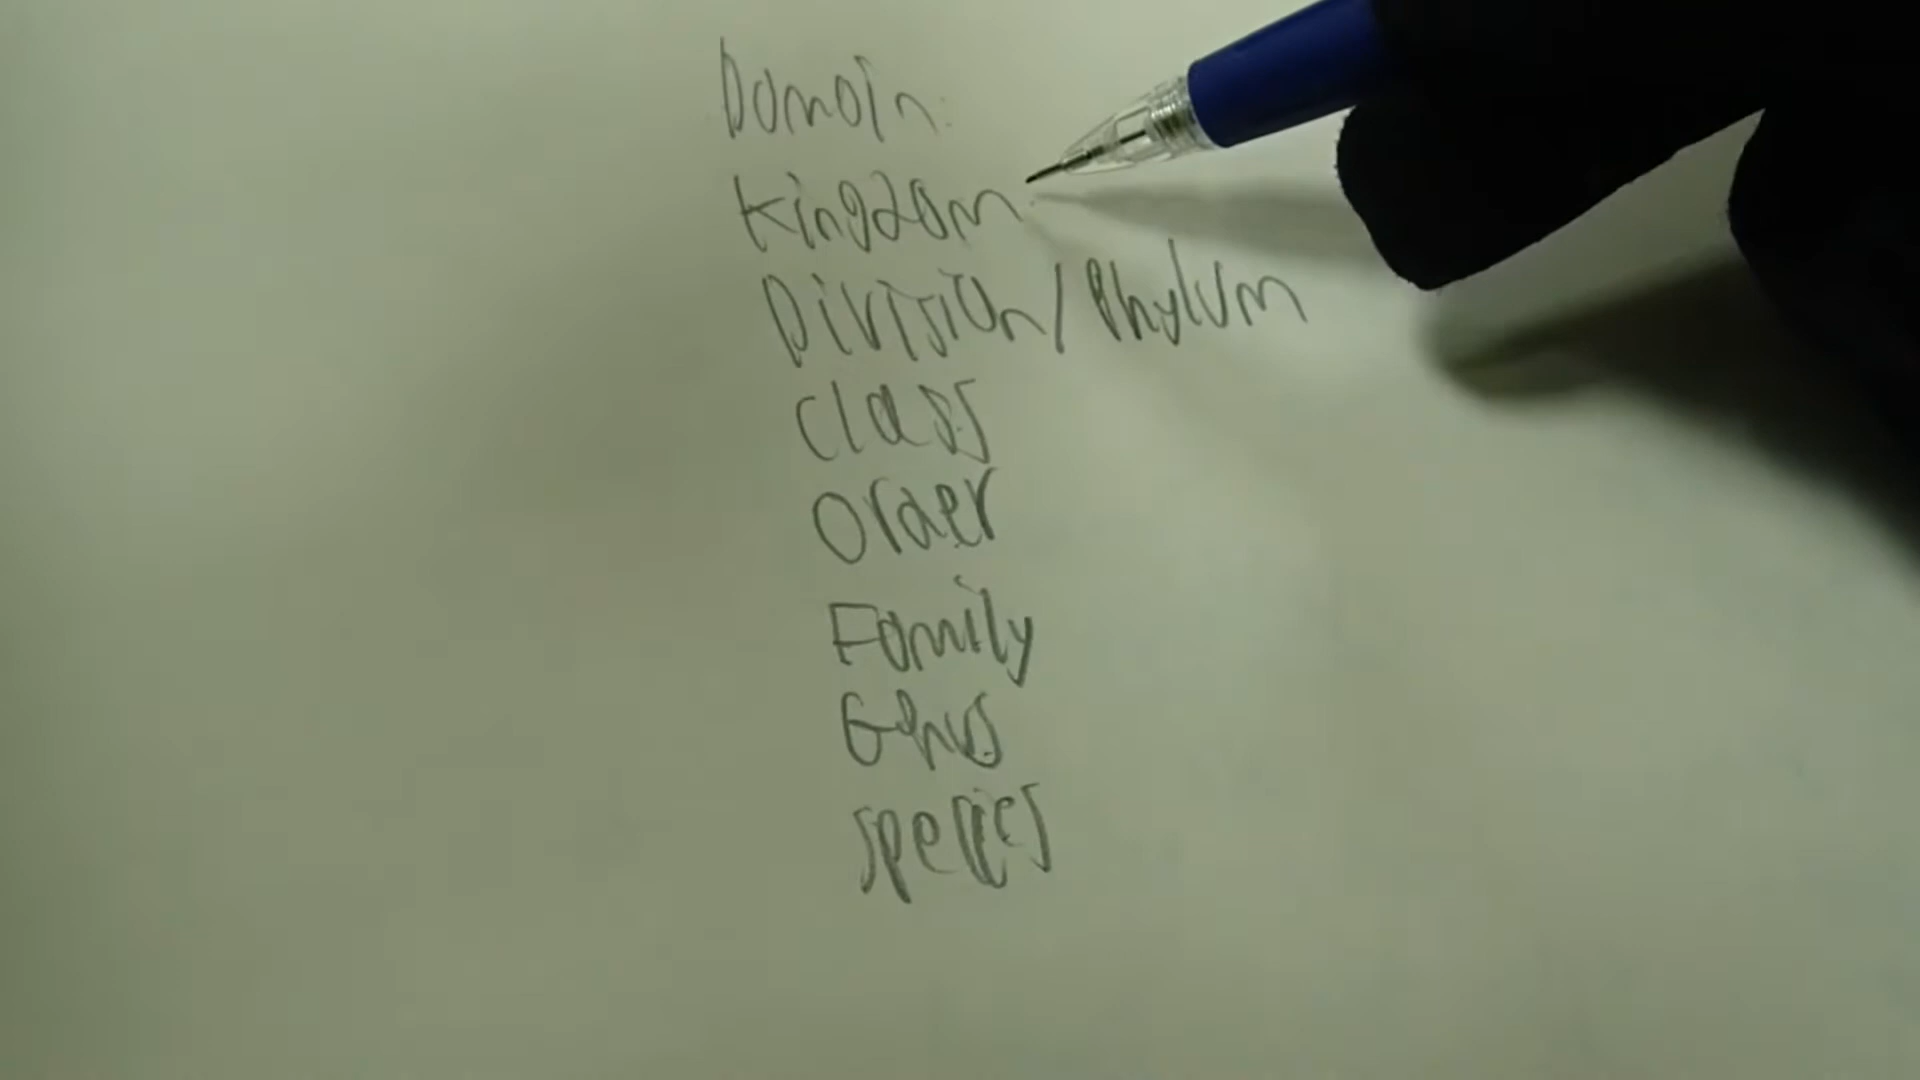 Domain:
Kingdom:
Division/Phylum
Class
Order
Family
Genus
Species